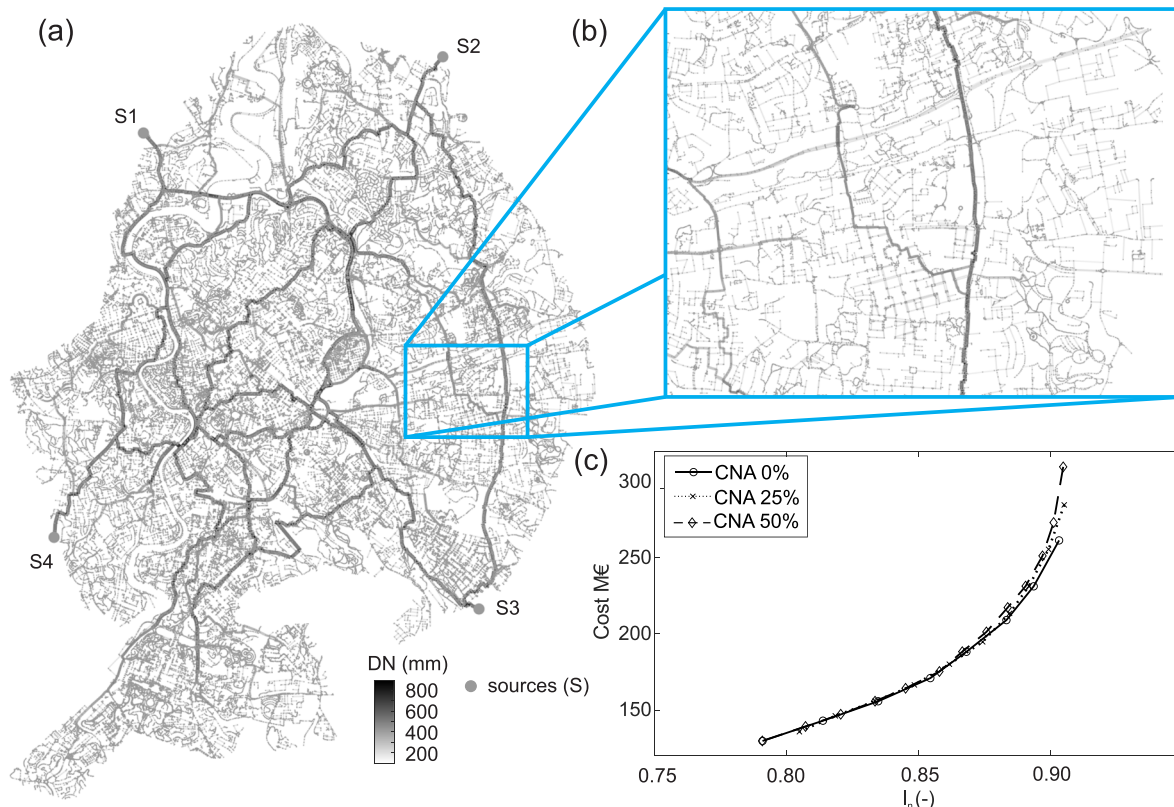 (a)
S2
S1
S4
S3
DN (mm)
800
600
400
200
sources (S)
(b)
(c)
CNA 0%
CNA 25%
CNA 50%
300
250
200
150
Cost M€
0.75
0.80
0.85
0.90
Iₙ(-)